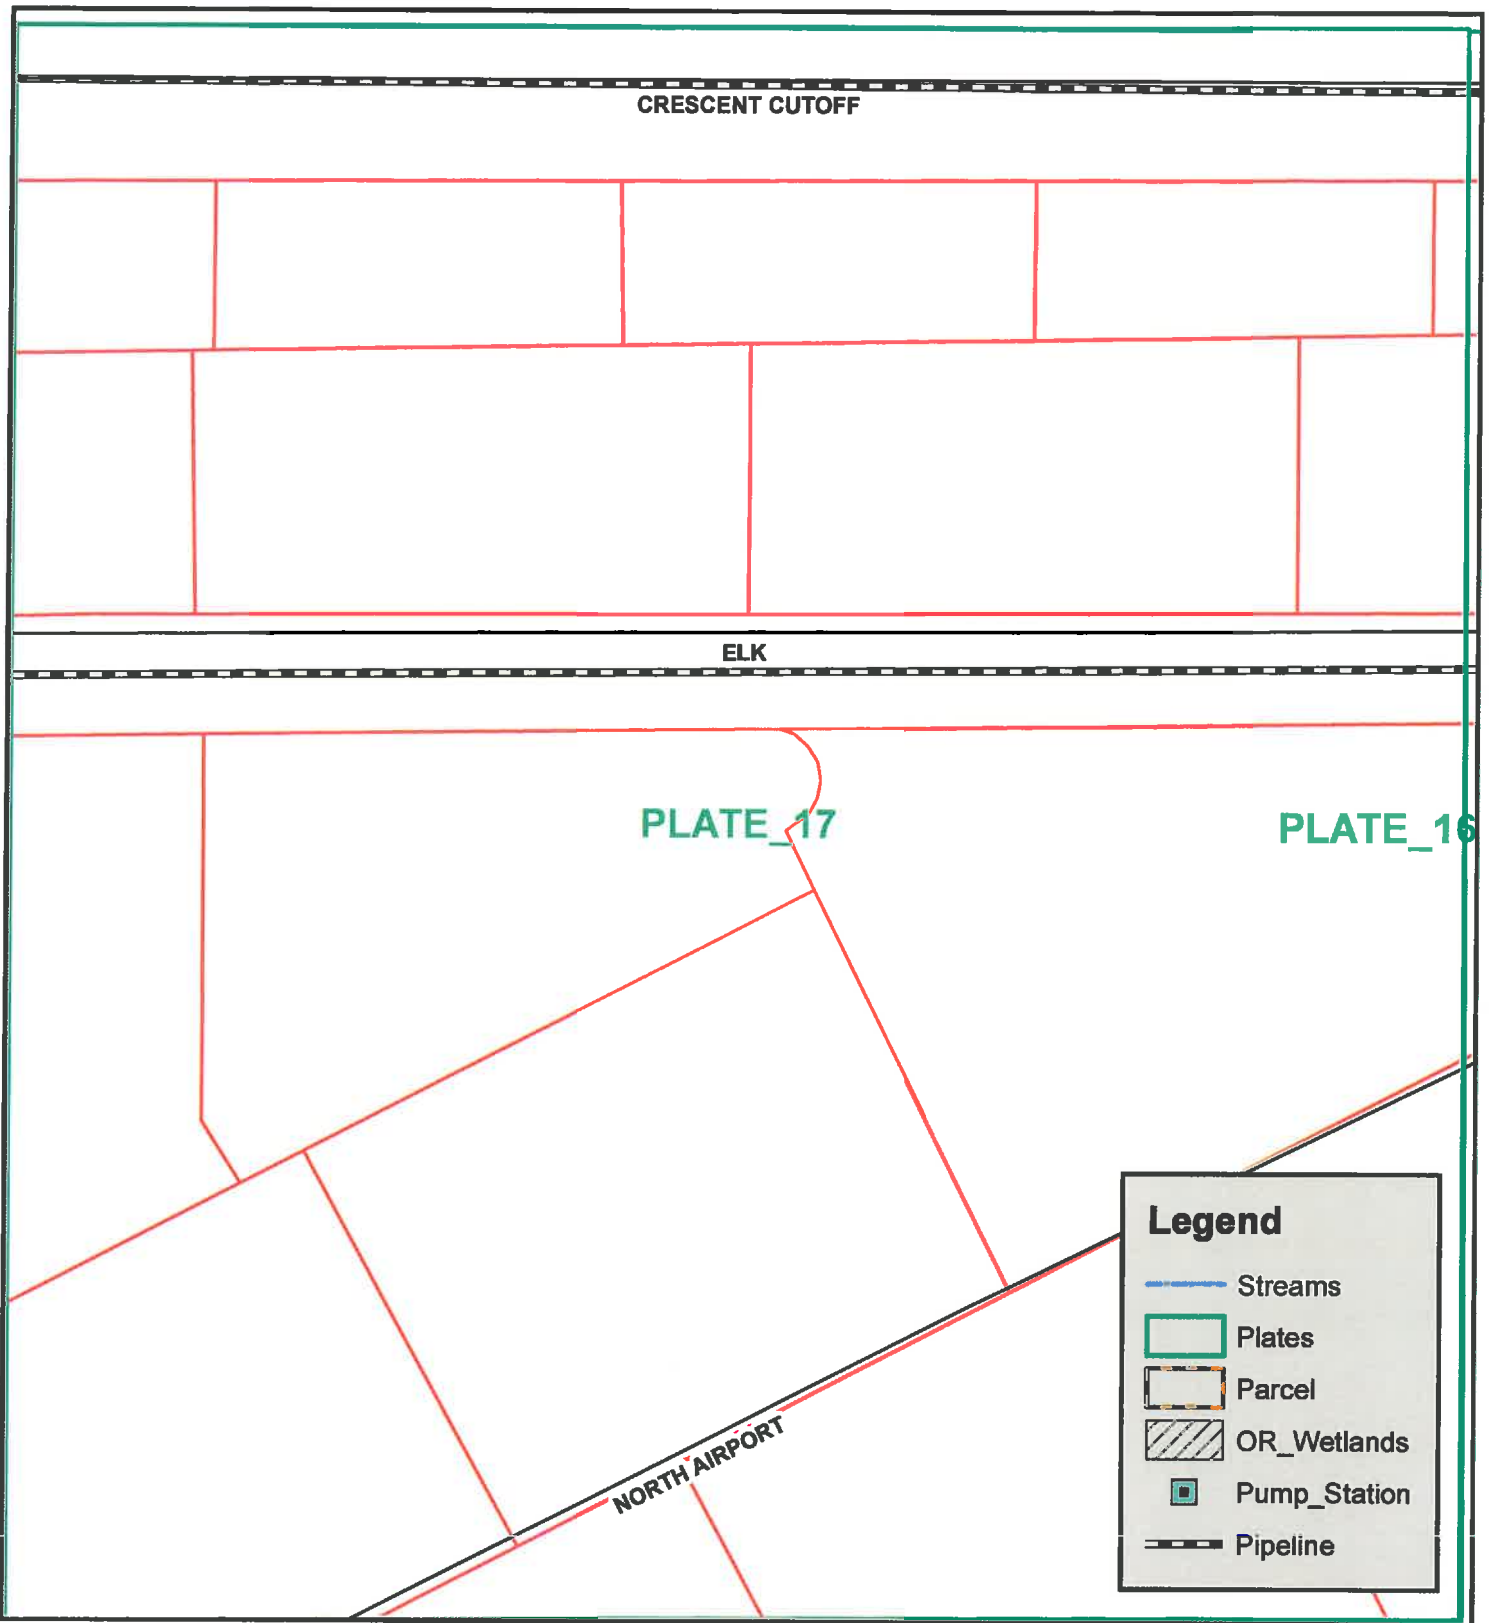 CRESCENT CUTOFF
ELK
PLATE_17
PLATE_16
NORTH AIRPORT
Legend
Streams
Plates
Parcel
OR_Wetlands
Pump_Station
Pipeline